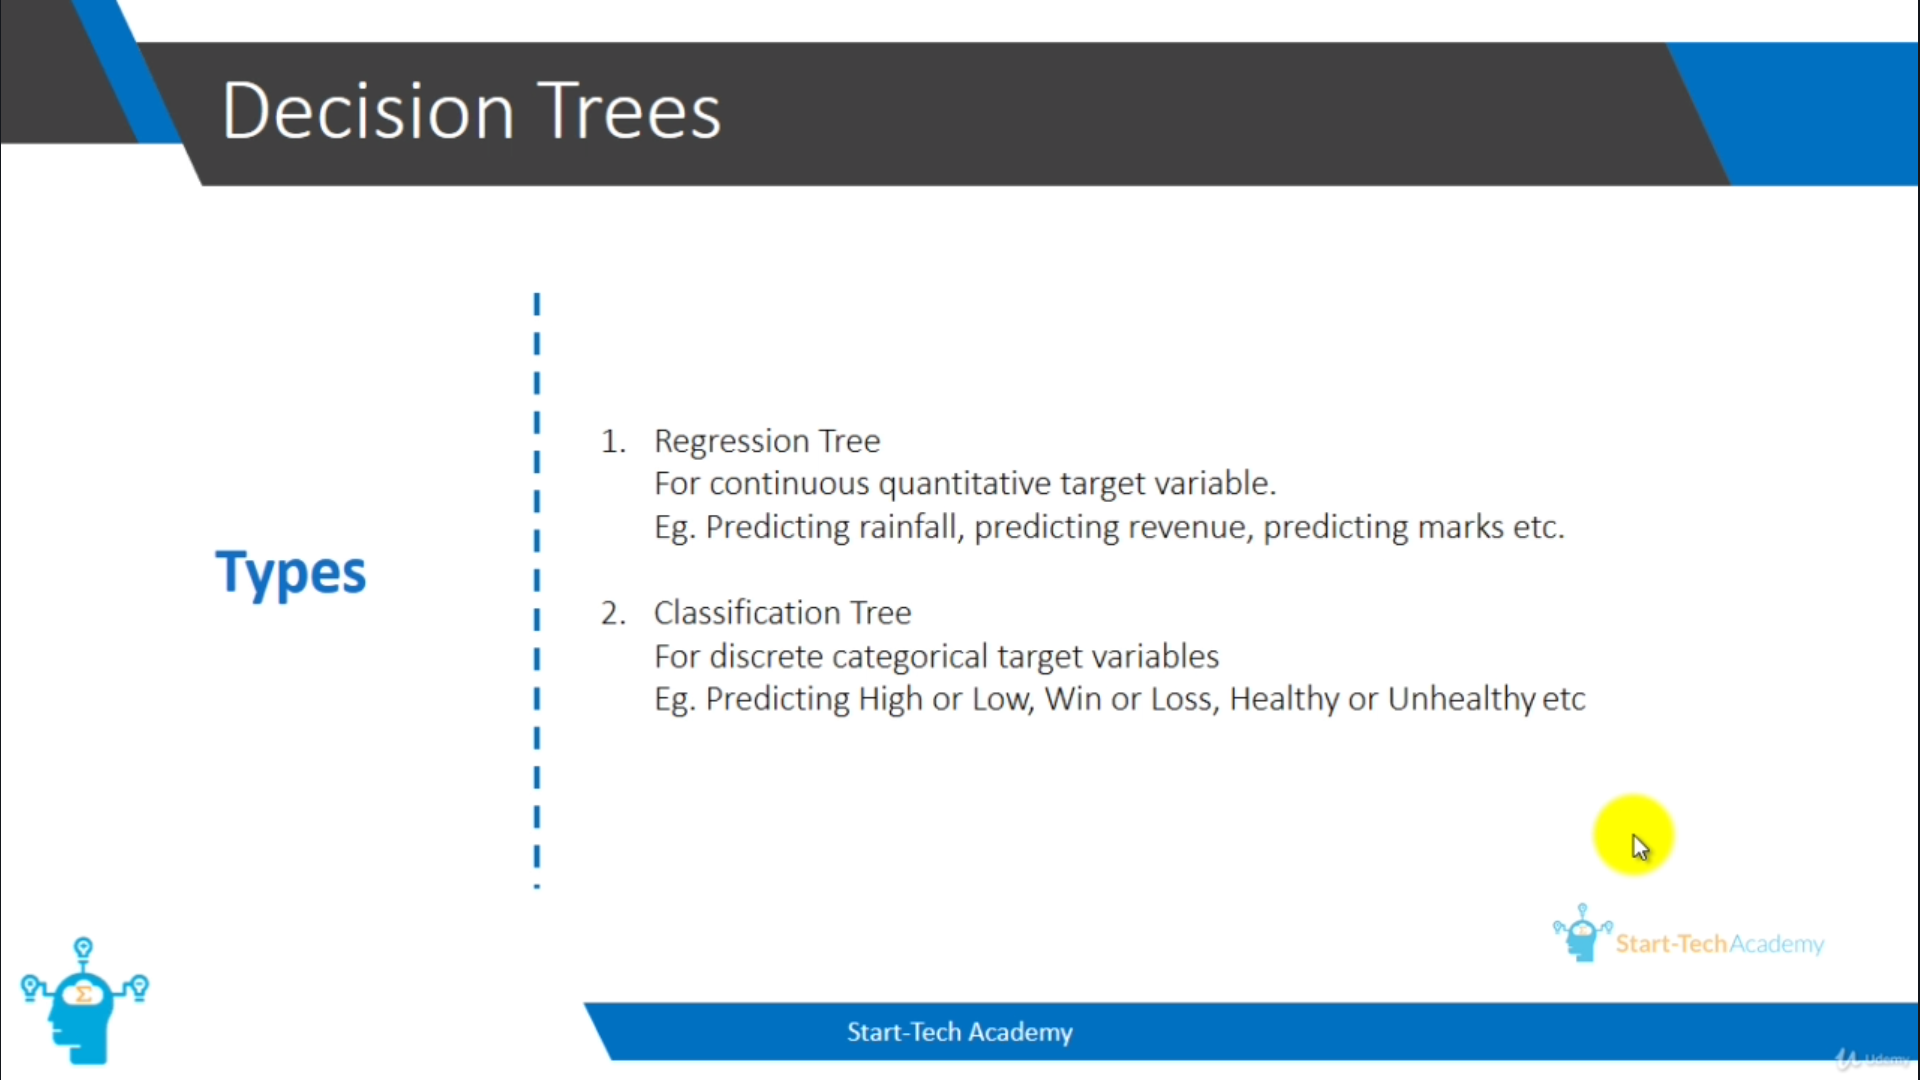 Decision Trees
Types
1. Regression Tree
For continuous quantitative target variable.
Eg. Predicting rainfall, predicting revenue, predicting marks etc.
2. Classification Tree
For discrete categorical target variables
Eg. Predicting High or Low, Win or Loss, Healthy or Unhealthy etc
Σ
Start-Tech Academy
Start-Tech Academy
Udemy